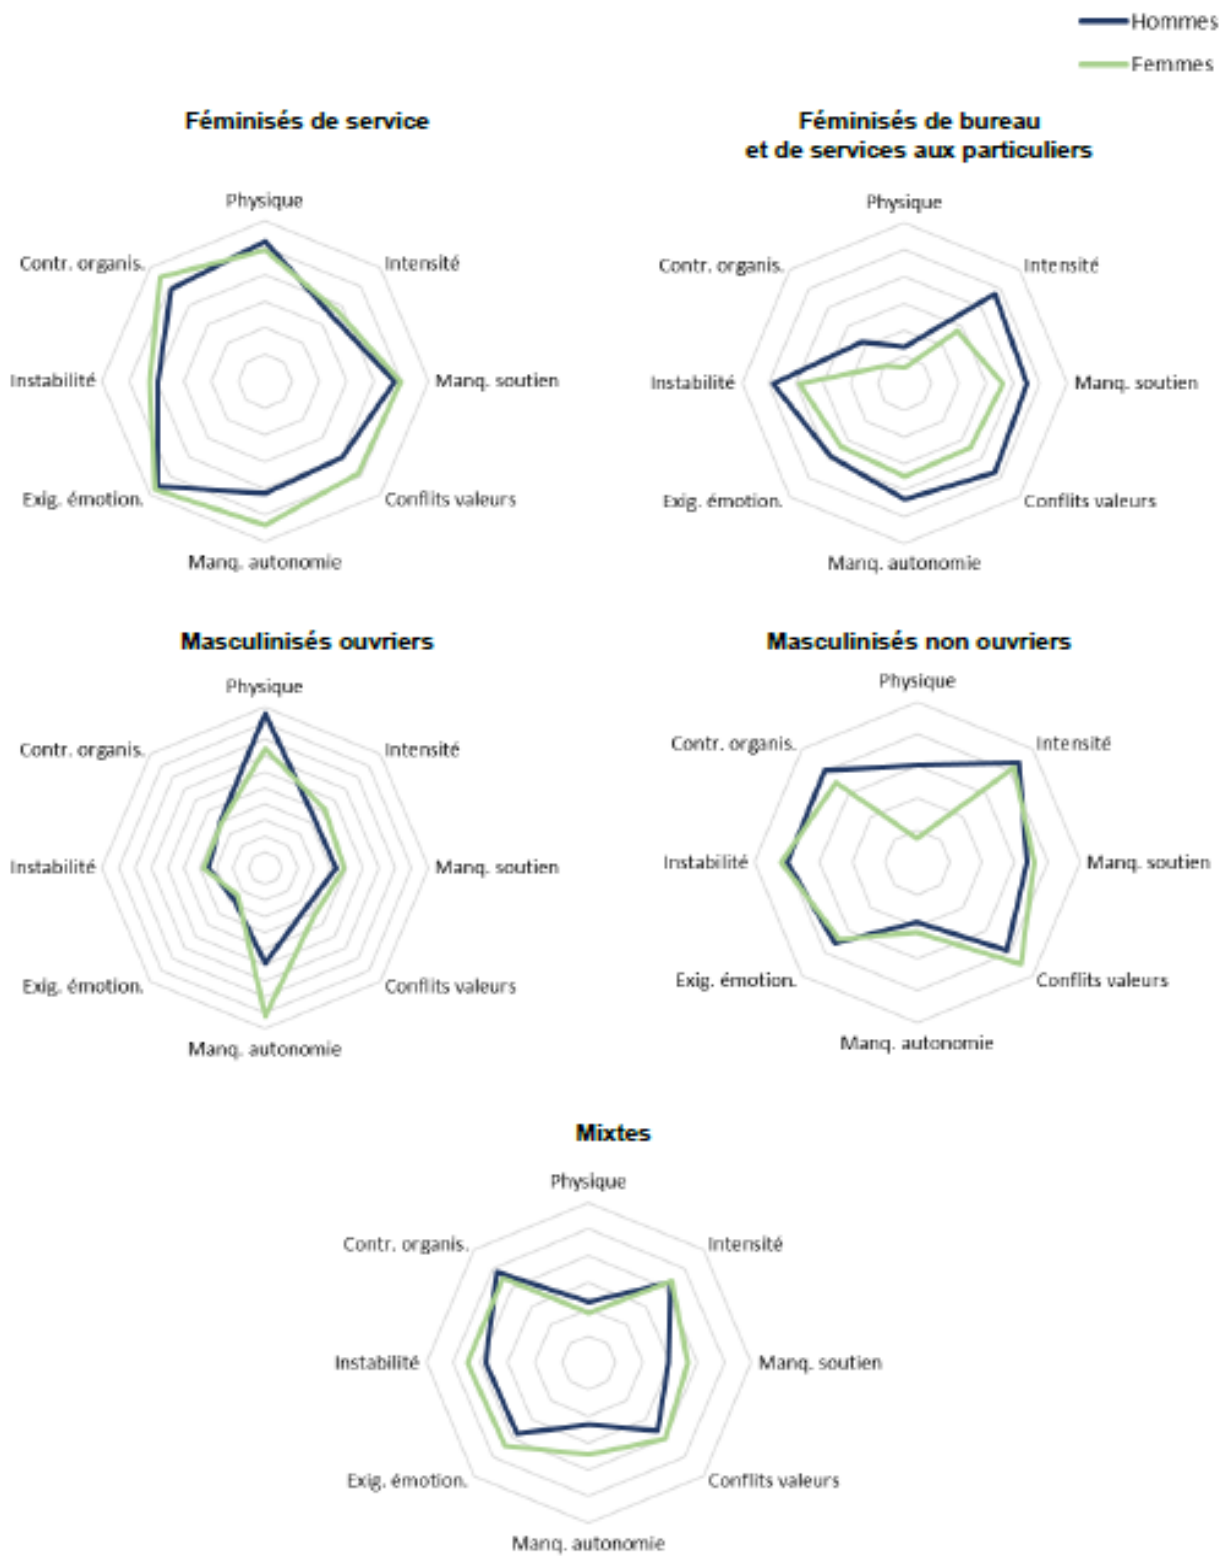 Hommes
Femmes
Féminisés de service
Physique
Contr. organis.
Intensité
Instabilité
Manq. soutien
Exig. émotion.
Conflits valeurs
Manq. autonomie
Féminisés de bureau
et de services aux particuliers
Physique
Contr. organis.
Intensité
Instabilité
Manq. soutien
Exig. émotion.
Conflits valeurs
Manq. autonomie
Masculinisés ouvriers
Physique
Contr. organis.
Intensité
Instabilité
Manq. soutien
Exig. émotion.
Conflits valeurs
Manq. autonomie
Masculinisés non ouvriers
Physique
Contr. organis.
Intensité
Instabilité
Manq. soutien
Exig. émotion.
Conflits valeurs
Manq. autonomie
Mixtes
Physique
Contr. organis.
Intensité
Instabilité
Manq. soutien
Exig. émotion.
Conflits valeurs
Manq. autonomie